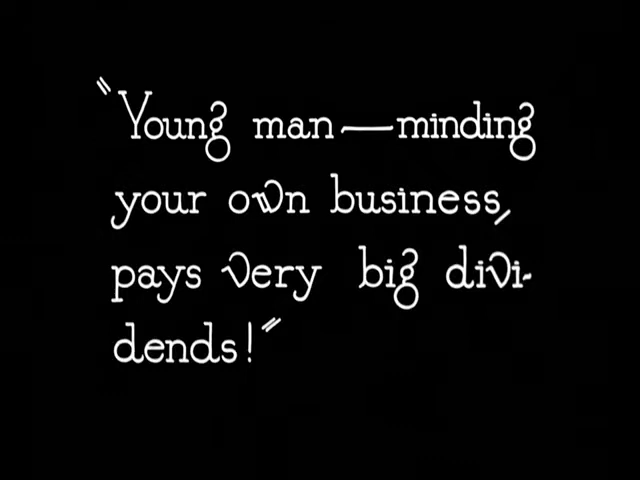 "Young man—minding
your own business,
pays very big divi-
dends!"